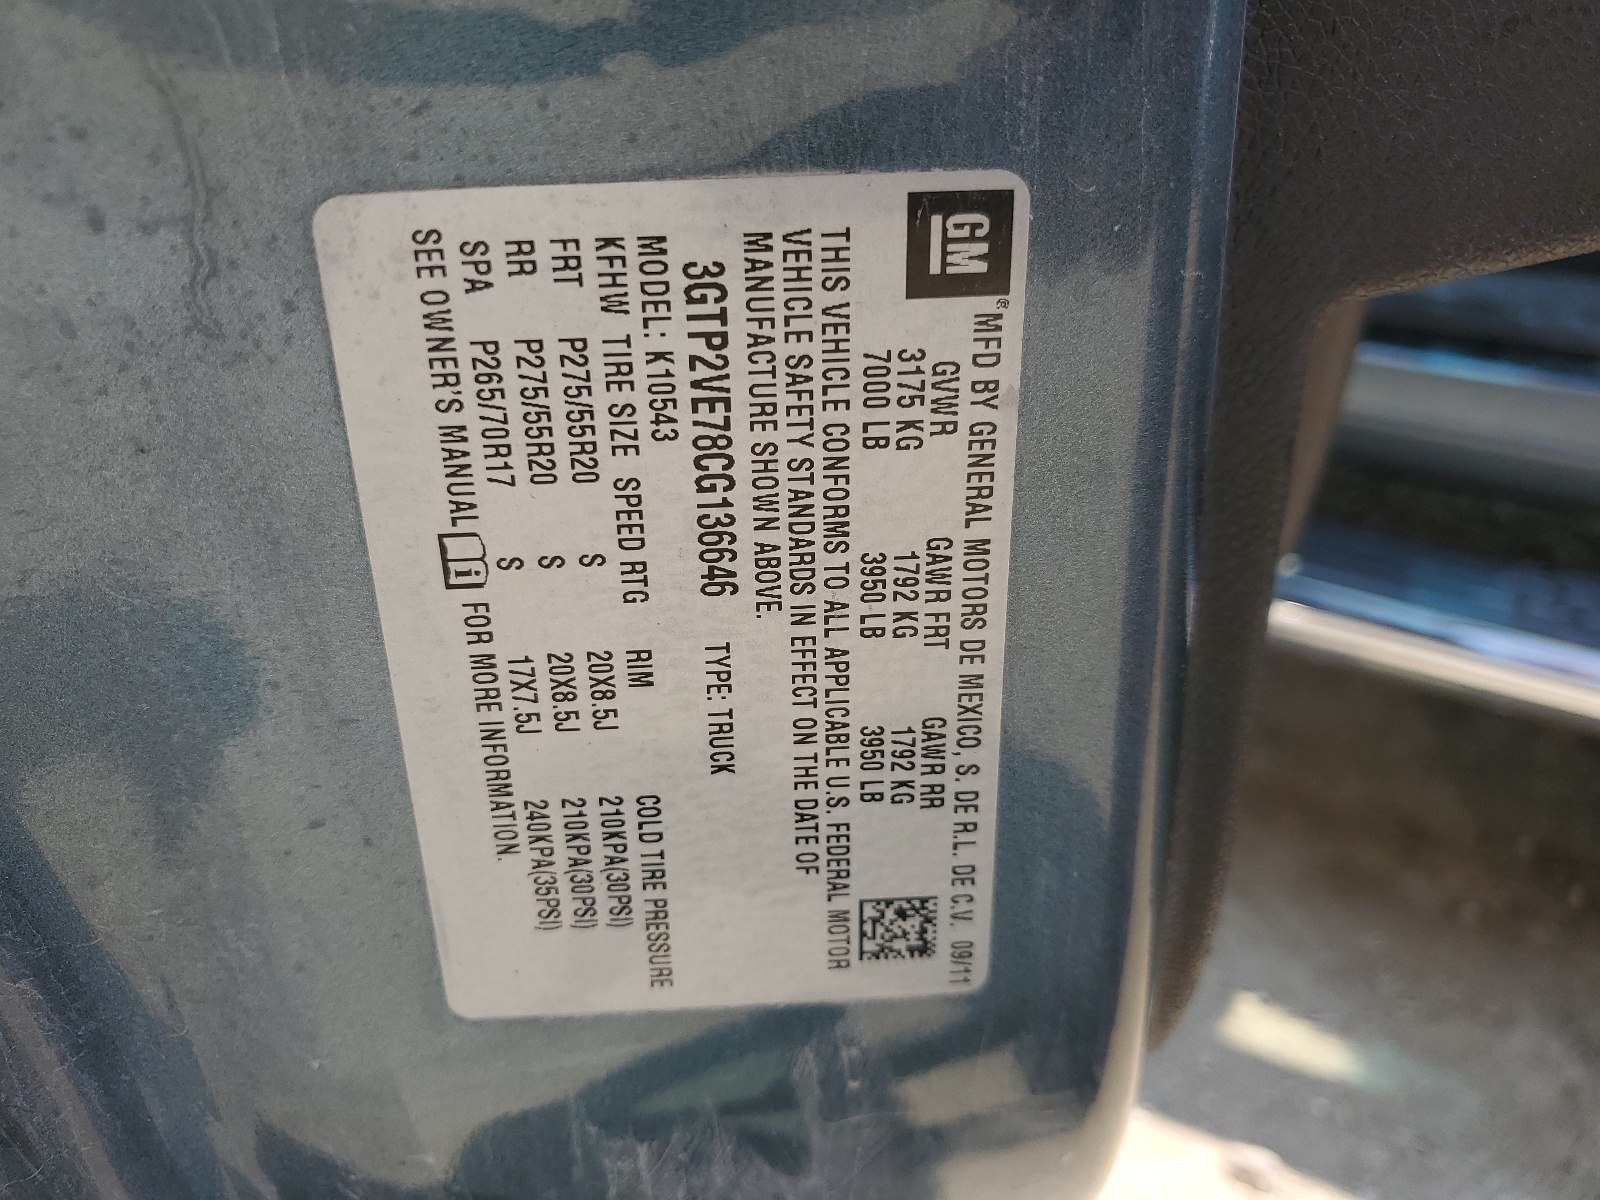 GM ® MFD BY GENERAL MOTORS DE MEXICO, S. DE R.L. DE C.V. 09/11
GVWR GAWR FRT GAWR RR
3175 KG 1792 KG 1792 KG
7000 LB 3950 LB 3950 LB
THIS VEHICLE CONFORMS TO ALL APPLICABLE U.S. FEDERAL MOTOR
VEHICLE SAFETY STANDARDS IN EFFECT ON THE DATE OF
MANUFACTURE SHOWN ABOVE.
3GTP2VE78CG136646 TYPE: TRUCK
MODEL: K10543
KFHW TIRE SIZE SPEED RTG RIM COLD TIRE PRESSURE
FRT P275/55R20 S 20X8.5J 210KPA(30PSI)
RR P275/55R20 S 20X8.5J 210KPA(30PSI)
SPA P265/70R17 S 17X7.5J 240KPA(35PSI)
SEE OWNER'S MANUAL i FOR MORE INFORMATION.